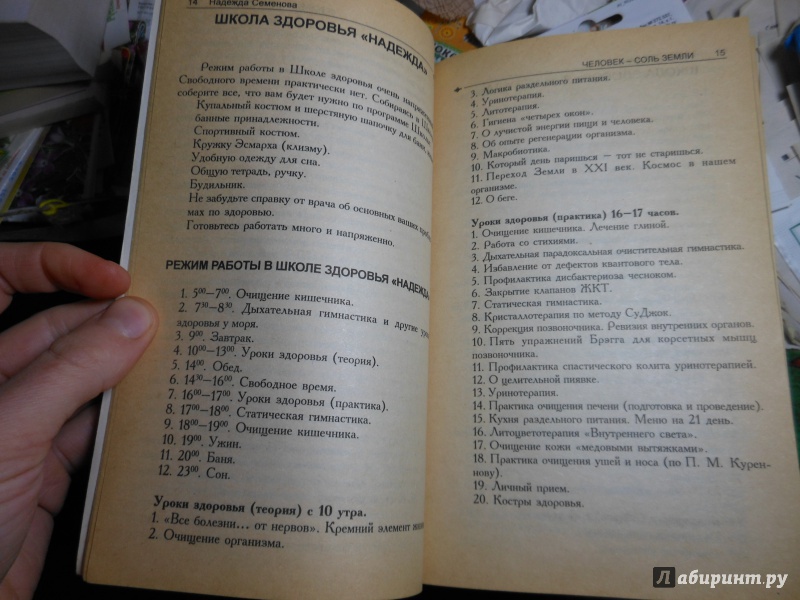 14 Надежда Семенова
ШКОЛА ЗДОРОВЬЯ «НАДЕЖДА»
Режим работы в Школе здоровья очень
Свободного времени практически нет. Собираясь в
соберите все, что вам будет нужно по программе
Купальный костюм и шерстяную шапочку для бани,
банные принадлежности.
Спортивный костюм.
Кружку Эсмарха (клизму).
Удобную одежду для сна.
Общую тетрадь, ручку.
Будильник.
Не забудьте справку от врача об основных ваших
мах по здоровью.
Готовьтесь работать много и напряженно.
РЕЖИМ РАБОТЫ В ШКОЛЕ ЗДОРОВЬЯ «НАДЕЖДА
1. 5⁰⁰–7⁰⁰. Очищение кишечника.
2. 7³⁰–8³⁰. Дыхательная гимнастика и другие
здоровья у моря.
3. 9⁰⁰. Завтрак.
4. 10⁰⁰–13⁰⁰. Уроки здоровья (теория).
5. 14⁰⁰. Обед.
6. 14³⁰–16⁰⁰. Свободное время.
7. 16⁰⁰–17⁰⁰. Уроки здоровья (практика).
8. 17⁰⁰–18⁰⁰. Статическая гимнастика.
9. 18⁰⁰–19⁰⁰. Очищение кишечника.
10. 19⁰⁰. Ужин.
11. 20⁰⁰. Баня.
12. 23⁰⁰. Сон.
Уроки здоровья (теория) с 10 утра.
1. «Все болезни... от нервов». Кремний элемент
2. Очищение организма.
ЧЕЛОВЕК – СОЛЬ ЗЕМЛИ 15
3. Логика раздельного питания.
4. Уринотерапия.
5. Литотерапия.
6. Гигиена «четырех окон».
7. О лучистой энергии пищи и человека.
8. Об опыте регенерации организма.
9. Макробиотика.
10. Который день паришься — тот не старишься.
11. Переход Земли в XXI век. Космос в нашем
организме.
12. О беге.
Уроки здоровья (практика) 16–17 часов.
1. Очищение кишечника. Лечение глиной.
2. Работа со стихиями.
3. Дыхательная парадоксальная очистительная гимнастика.
4. Избавление от дефектов квантового тела.
5. Профилактика дисбактериоза чесноком.
6. Закрытие клапанов ЖКТ.
7. Статическая гимнастика.
8. Кристаллотерапия по методу СуДжок.
9. Коррекция позвоночника. Ревизия внутренних органов.
10. Пять упражнений Брэгга для корсетных мышц
позвоночника.
11. Профилактика спастического колита уринотерапией.
12. О целительной пиявке.
13. Уринотерапия.
14. Практика очищения печени (подготовка и проведение).
15. Кухня раздельного питания. Меню на 21 день.
16. Литоцветотерапия «Внутреннего света».
17. Очищение кожи «медовыми вытяжками».
18. Практика очищения ушей и носа (по П. М. Курен-
нову).
19. Личный прием.
20. Костры здоровья.
Лабиринт.ру